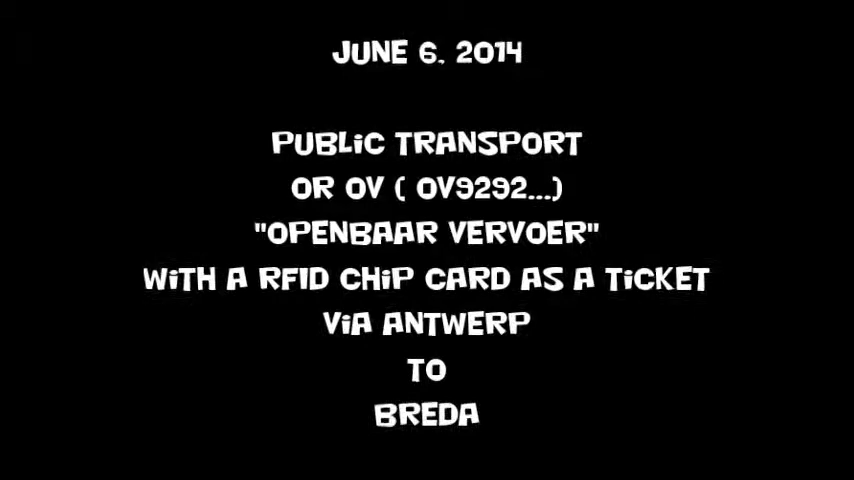 JUNE 6, 2014
PUBLIC TRANSPORT
OR OV ( OV9292...)
"OPENBAAR VERVOER"
WITH A RFID CHIP CARD AS A TICKET
VIA ANTWERP
TO
BREDA